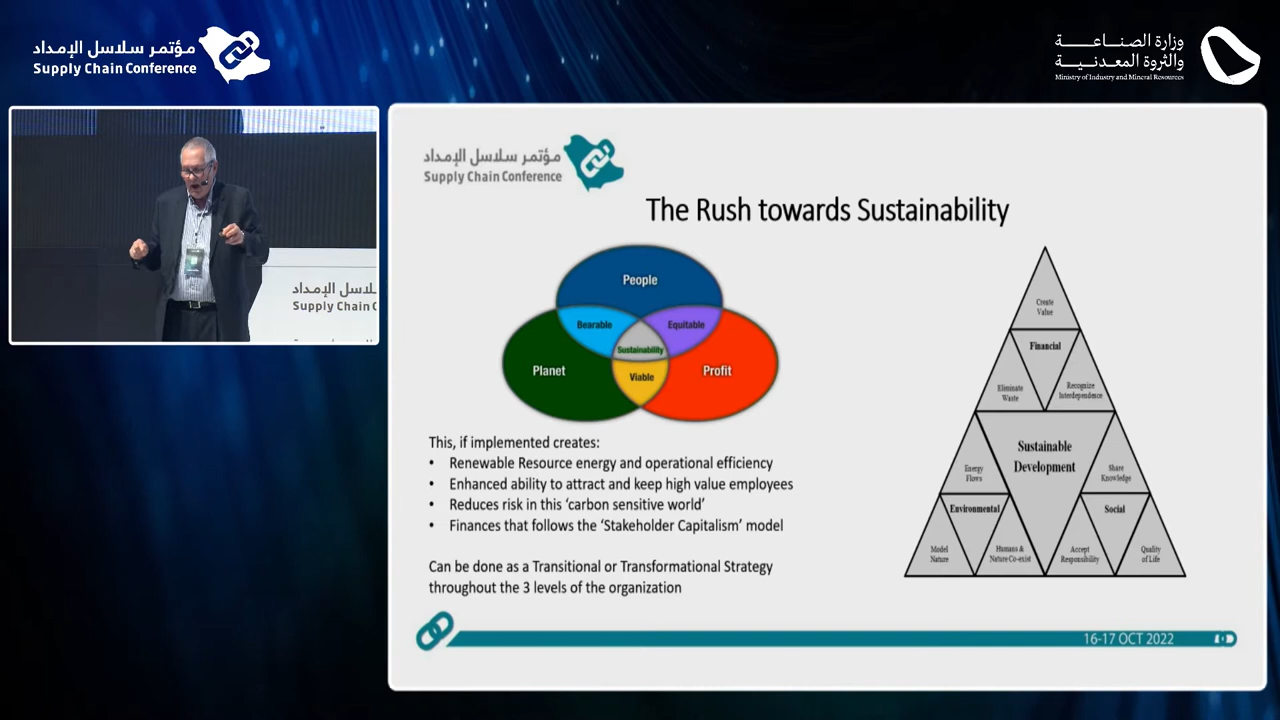 مؤتمر سلاسل الإمداد
Supply Chain Conference
وزارة الصناعة
والثروة المعدنية
Ministry of Industry and Mineral Resources
سلاسل الإمداد
Supply Chain C
مؤتمر سلاسل الإمداد
Supply Chain Conference
The Rush towards Sustainability
People
Bearable
Equitable
Sustainability
Planet
Viable
Profit
This, if implemented creates:
• Renewable Resource energy and operational efficiency
• Enhanced ability to attract and keep high value employees
• Reduces risk in this ‘carbon sensitive world’
• Finances that follows the ‘Stakeholder Capitalism’ model
Can be done as a Transitional or Transformational Strategy
throughout the 3 levels of the organization
Create
Value
Financial
Eliminate
Waste
Recognize
Interdependence
Sustainable
Development
Energy
Flows
Share
Knowledge
Environmental
Social
Model
Nature
Humans &
Nature Co-exist
Accept
Responsibility
Quality
of Life
16-17 OCT 2022